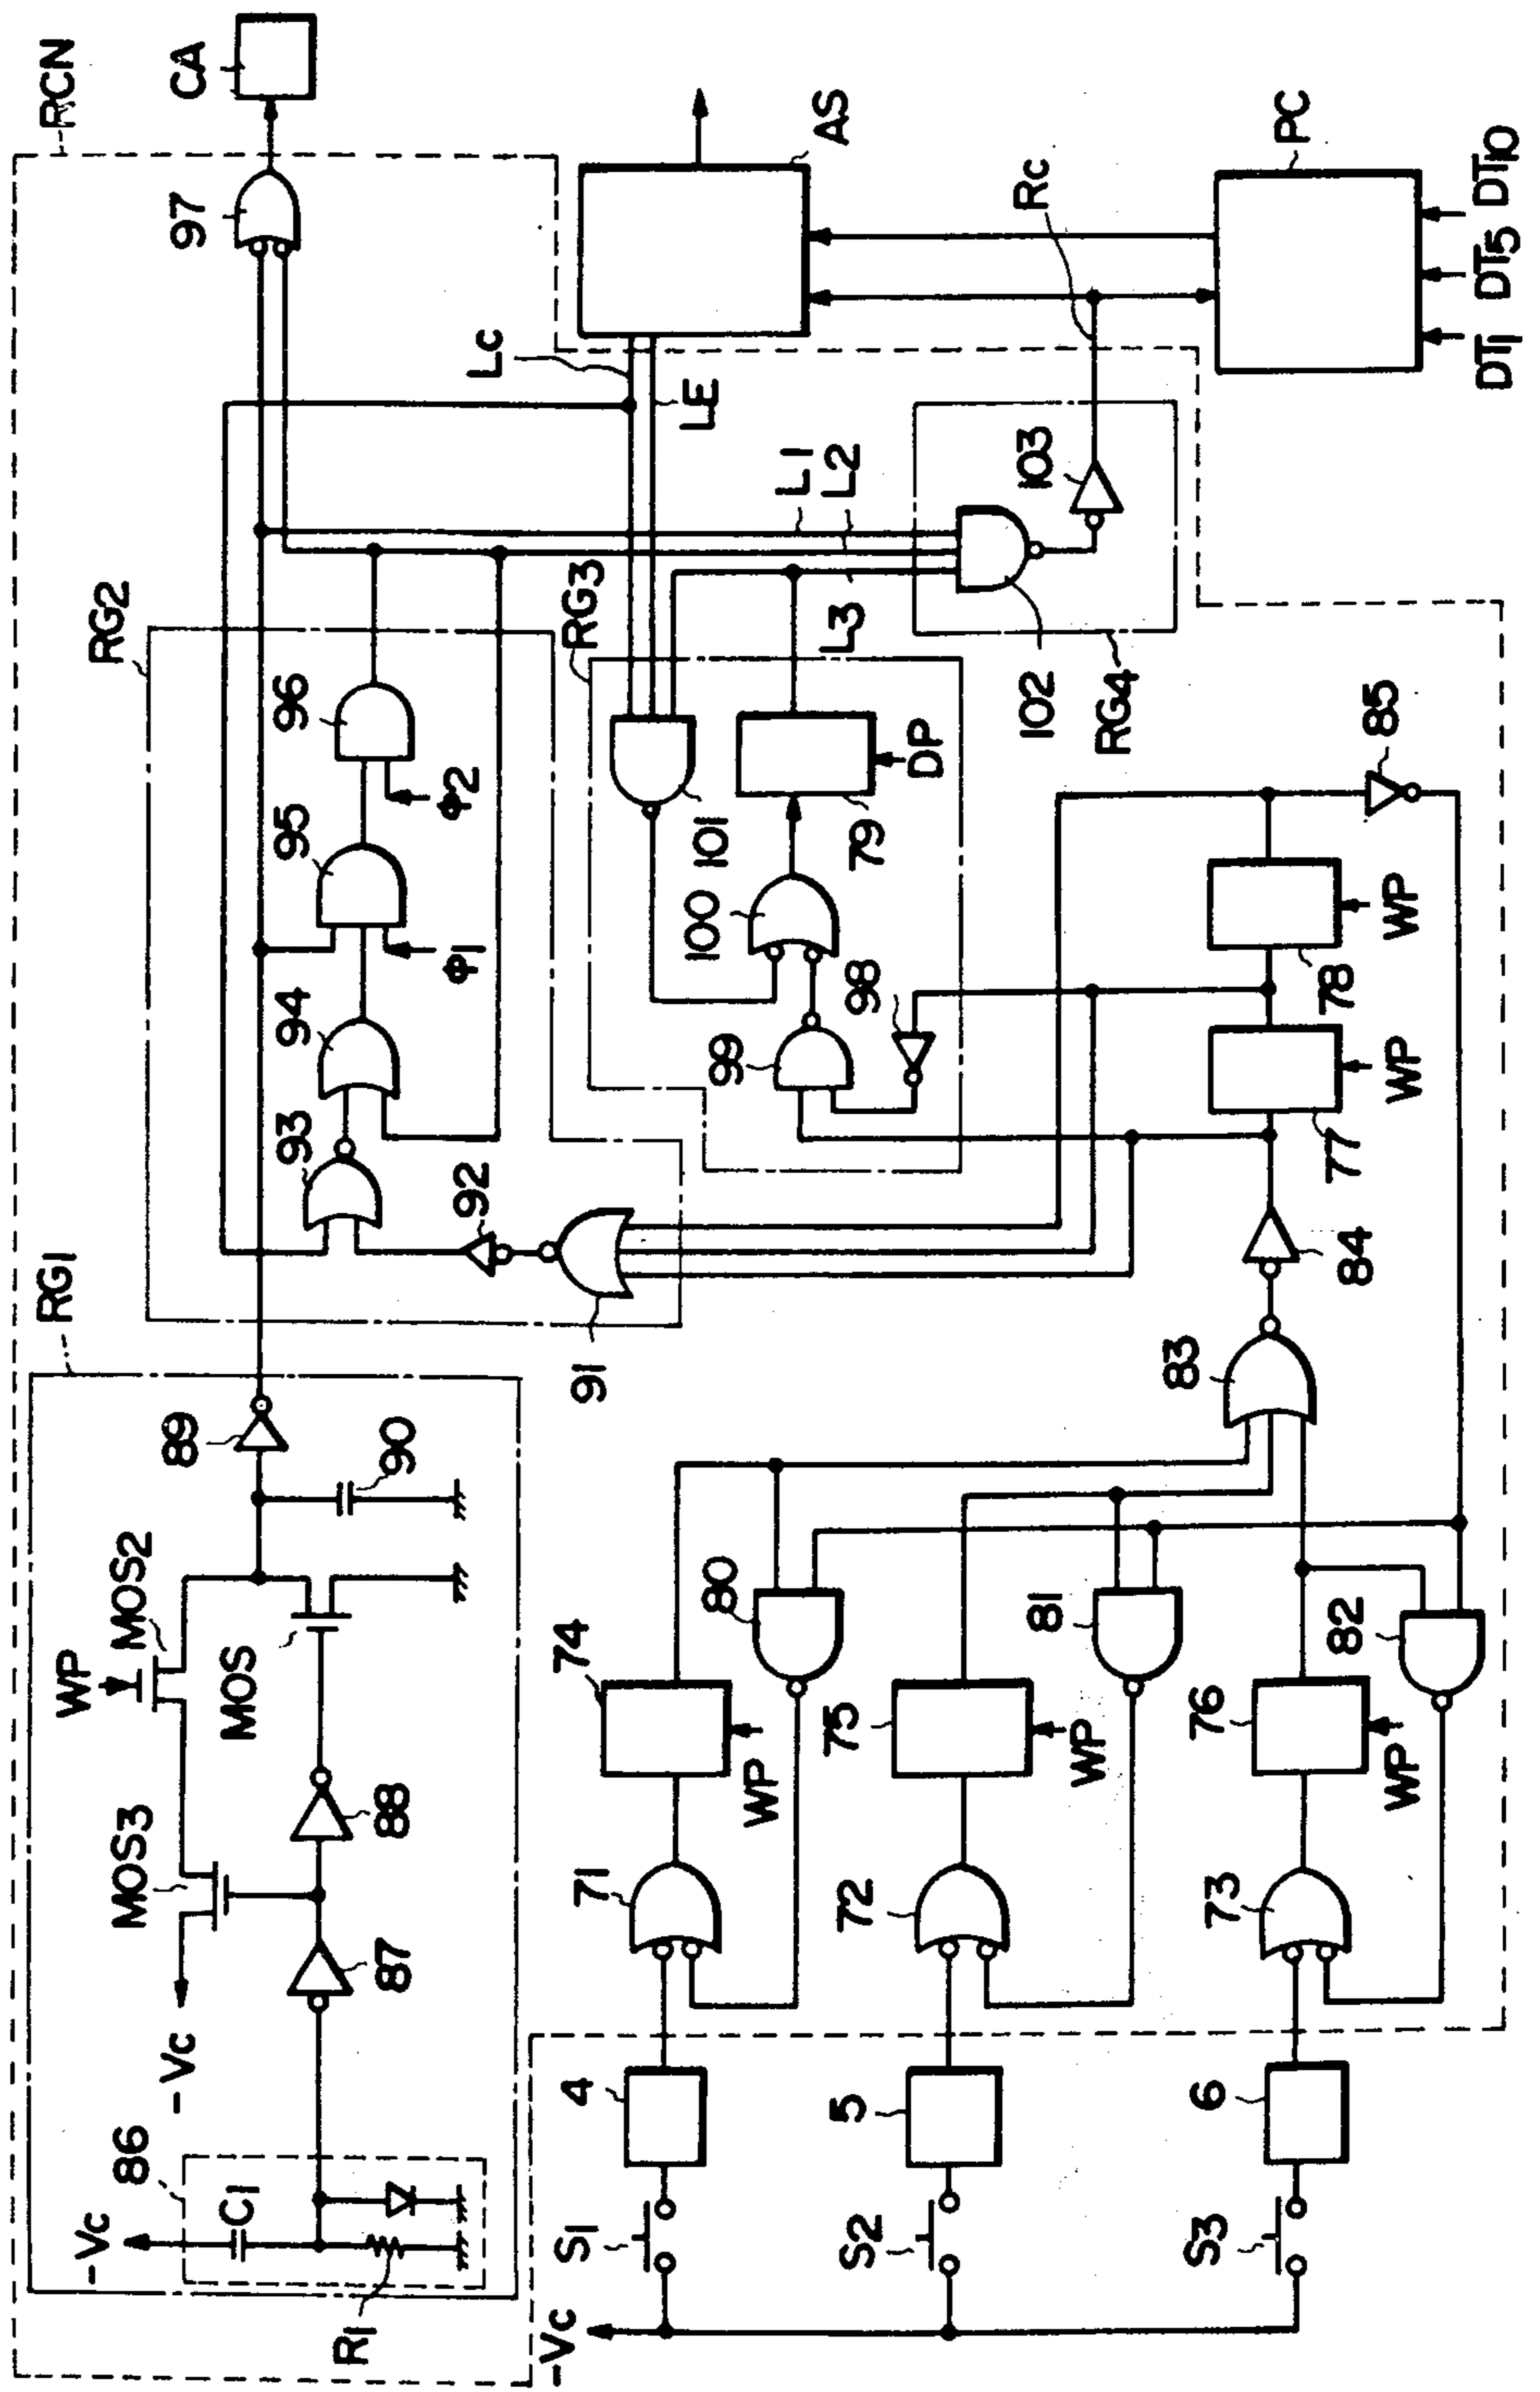 RCN
CA
97
RG2
96
95
94
93
92
91
Φ2
Φ1
Lc
LE
AS
Rc
PC
DT1
DT5
DT10
L1
L2
L3
RG3
101
100
99
98
79
DP
102
103
RG4
85
78
WP
77
WP
84
83
RG1
89
90
MOS2
WP
MOS
MOS3
88
87
-Vc
86
-Vc
C1
R1
74
WP
80
75
WP
81
76
WP
82
71
72
73
4
5
6
S1
S2
S3
-Vc